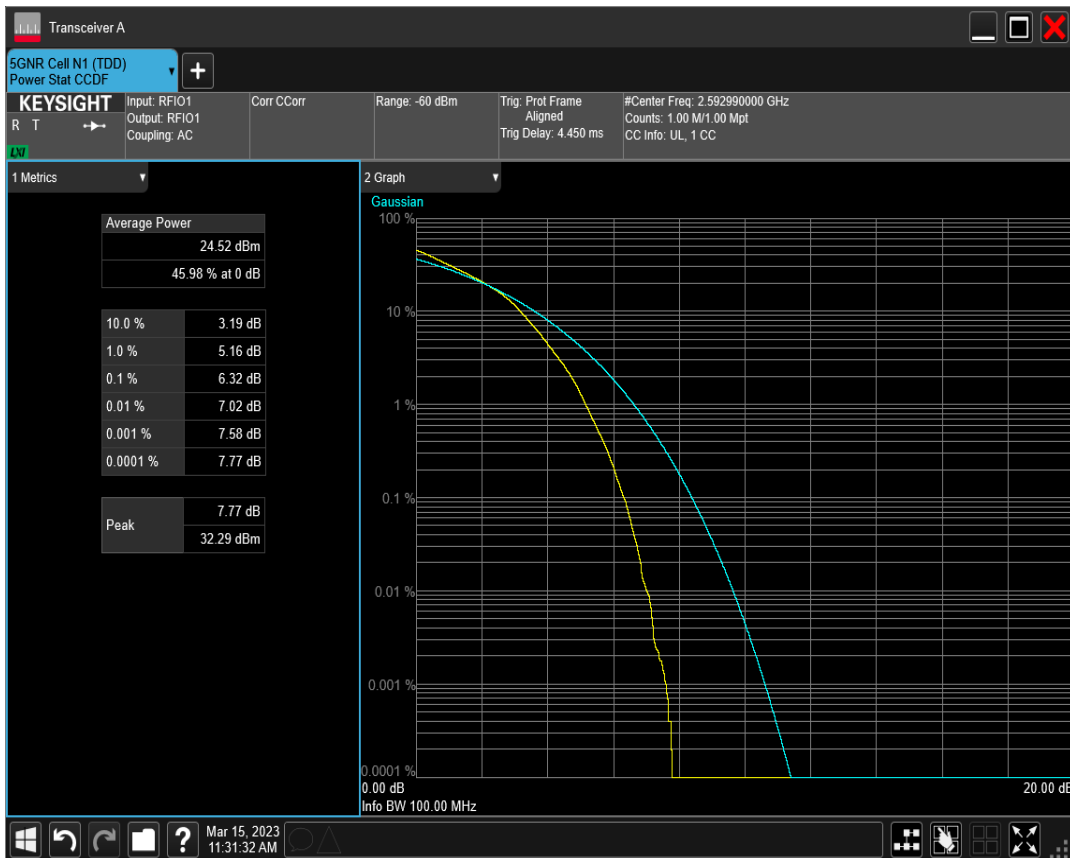 Transceiver A
5GNR Cell N1 (TDD)
Power Stat CCDF
KEYSIGHT
R T
LXI
Input: RFIO1
Output: RFIO1
Coupling: AC
Corr CCorr
Range: -60 dBm
Trig: Prot Frame
Aligned
Trig Delay: 4.450 ms
#Center Freq: 2.592990000 GHz
Counts: 1.00 M/1.00 Mpt
CC Info: UL, 1 CC
1 Metrics
Average Power
24.52 dBm
45.98 % at 0 dB
10.0 % 3.19 dB
1.0 % 5.16 dB
0.1 % 6.32 dB
0.01 % 7.02 dB
0.001 % 7.58 dB
0.0001 % 7.77 dB
Peak
7.77 dB
32.29 dBm
2 Graph
Gaussian
100 %
10 %
1 %
0.1 %
0.01 %
0.001 %
0.0001 %
0.00 dB
20.00 dB
Info BW 100.00 MHz
?
Mar 15, 2023
11:31:32 AM